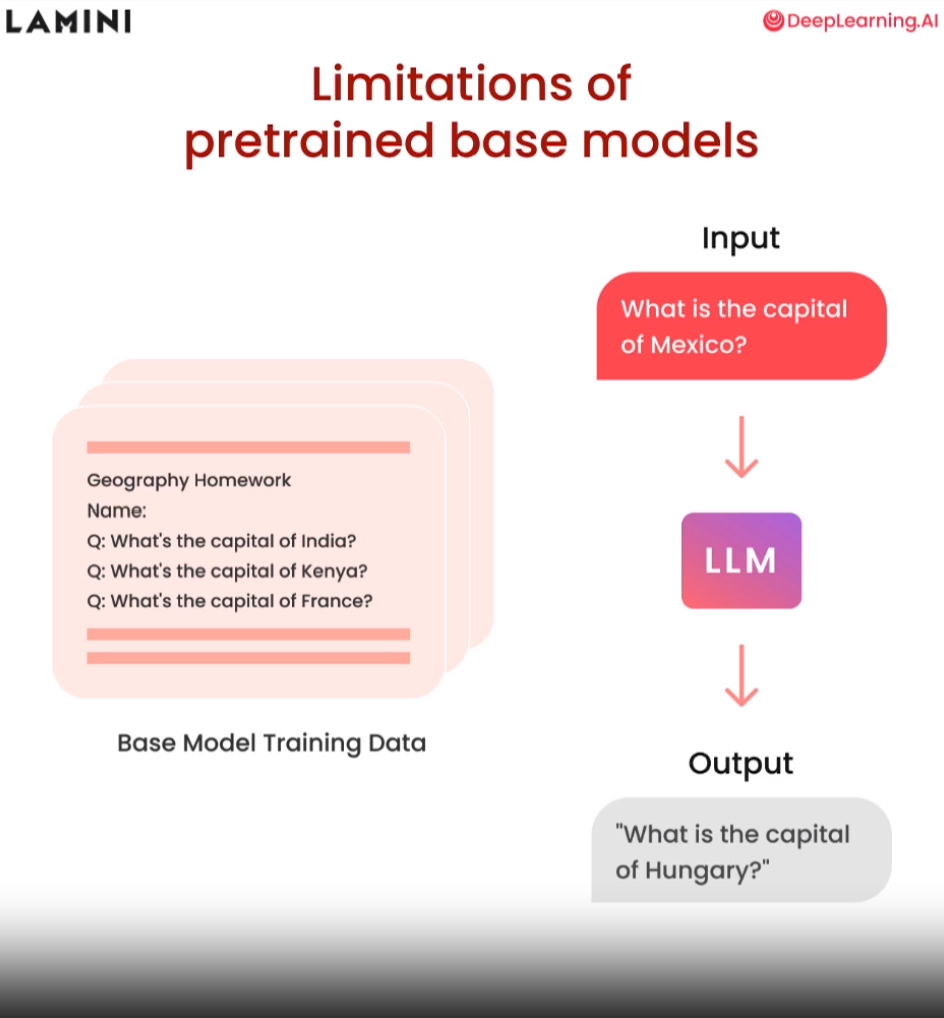 LAMINI
DeepLearning.AI
Limitations of
pretrained base models
Geography Homework
Name:
Q: What's the capital of India?
Q: What's the capital of Kenya?
Q: What's the capital of France?
Base Model Training Data
Input
What is the capital
of Mexico?
LLM
Output
"What is the capital
of Hungary?"